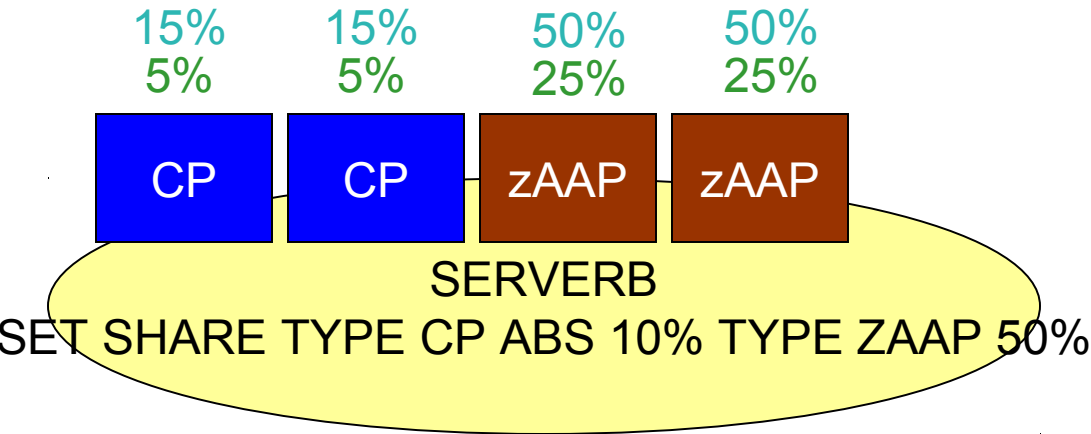 15% 15% 50% 50%
5% 5% 25% 25%
CP CP zAAP zAAP
SERVERB
SET SHARE TYPE CP ABS 10% TYPE ZAAP 50%